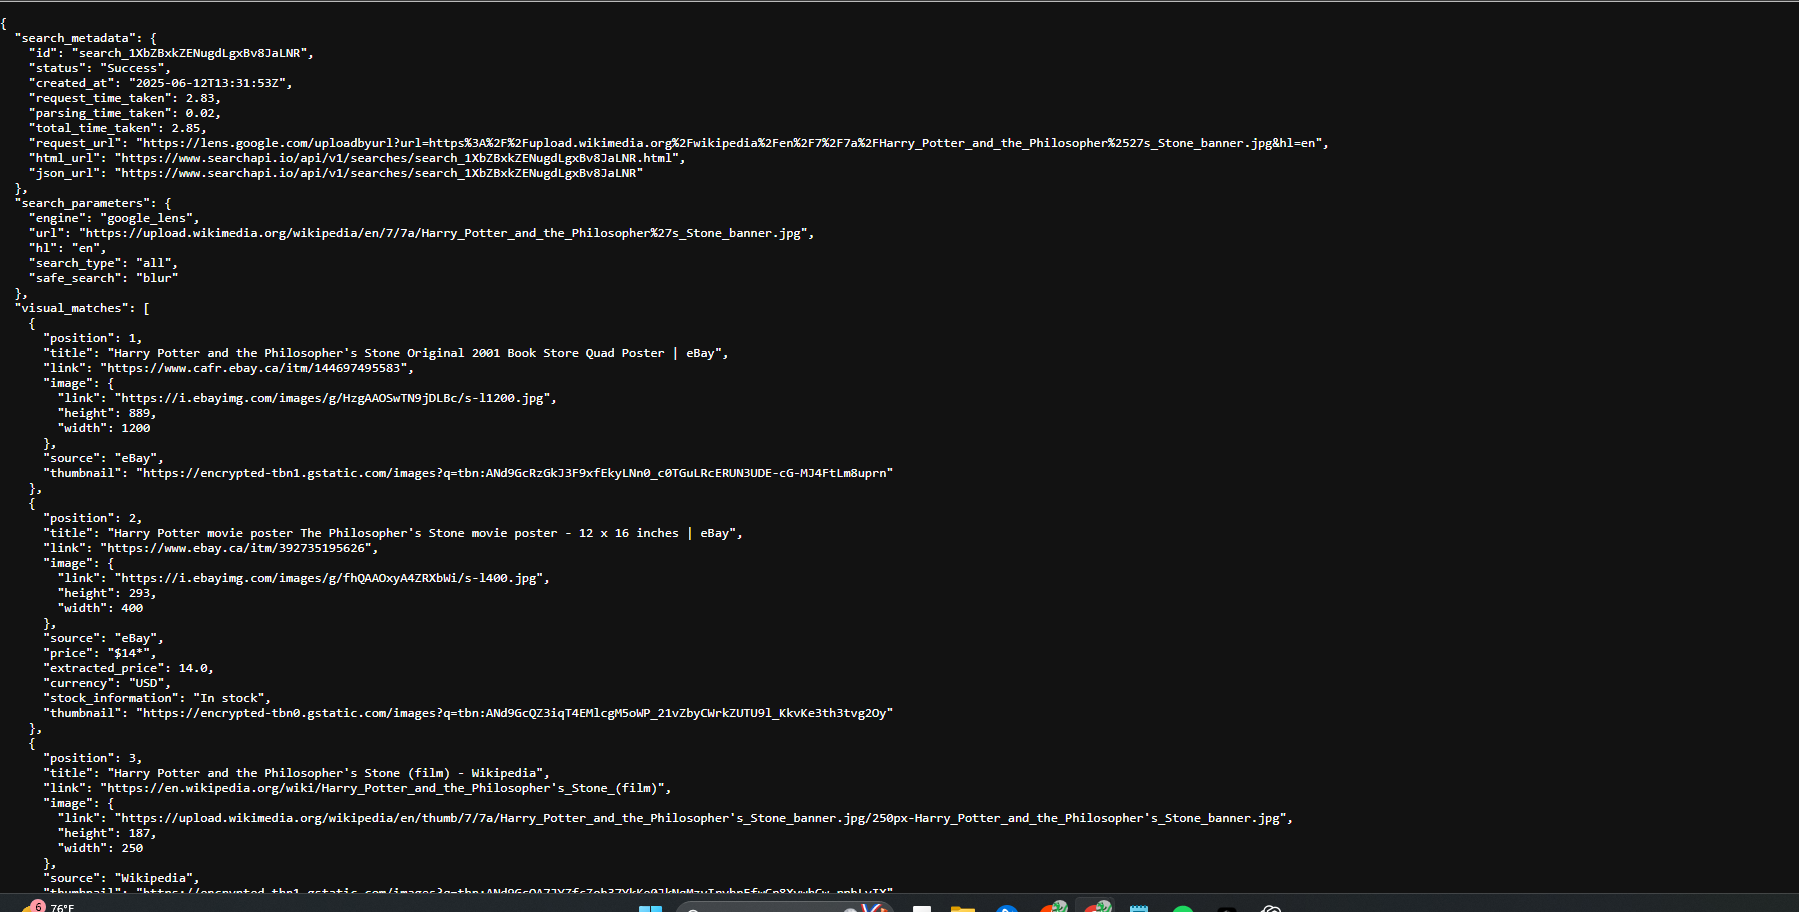 {
  "search_metadata": {
    "id": "search_1XbZBxkZENugdLgxBv8JaLNR",
    "status": "Success",
    "created_at": "2025-06-12T13:31:53Z",
    "request_time_taken": 2.83,
    "parsing_time_taken": 0.02,
    "total_time_taken": 2.85,
    "request_url": "https://lens.google.com/uploadbyurl?url=https%3A%2F%2Fupload.wikimedia.org%2Fwikipedia%2Fen%2F7%2F7a%2FHarry_Potter_and_the_Philosopher%2527s_Stone_banner.jpg&hl=en",
    "html_url": "https://www.searchapi.io/api/v1/searches/search_1XbZBxkZENugdLgxBv8JaLNR.html",
    "json_url": "https://www.searchapi.io/api/v1/searches/search_1XbZBxkZENugdLgxBv8JaLNR"
  },
  "search_parameters": {
    "engine": "google_lens",
    "url": "https://upload.wikimedia.org/wikipedia/en/7/7a/Harry_Potter_and_the_Philosopher%27s_Stone_banner.jpg",
    "hl": "en",
    "search_type": "all",
    "safe_search": "blur"
  },
  "visual_matches": [
    {
      "position": 1,
      "title": "Harry Potter and the Philosopher's Stone Original 2001 Book Store Quad Poster | eBay",
      "link": "https://www.cafr.ebay.ca/itm/144697495583",
      "image": {
        "link": "https://i.ebayimg.com/images/g/HzgAAOSwTN9jDLBc/s-l1200.jpg",
        "height": 889,
        "width": 1200
      },
      "source": "eBay",
      "thumbnail": "https://encrypted-tbn1.gstatic.com/images?q=tbn:ANd9GcRzGkJ3F9xfEkyLNn0_c0TGuLRcERUN3UDE-cG-MJ4FtLm8uprn"
    },
    {
      "position": 2,
      "title": "Harry Potter movie poster The Philosopher's Stone movie poster - 12 x 16 inches | eBay",
      "link": "https://www.ebay.ca/itm/392735195626",
      "image": {
        "link": "https://i.ebayimg.com/images/g/fhQAAOxyA4ZRXbWi/s-l400.jpg",
        "height": 293,
        "width": 400
      },
      "source": "eBay",
      "price": "$14*",
      "extracted_price": 14.0,
      "currency": "USD",
      "stock_information": "In stock",
      "thumbnail": "https://encrypted-tbn0.gstatic.com/images?q=tbn:ANd9GcQZ3iqT4EMlcgM5oWP_21vZbyCWrkZUTU9l_KkvKe3th3tvg2Oy"
    },
    {
      "position": 3,
      "title": "Harry Potter and the Philosopher's Stone (film) - Wikipedia",
      "link": "https://en.wikipedia.org/wiki/Harry_Potter_and_the_Philosopher's_Stone_(film)",
      "image": {
        "link": "https://upload.wikimedia.org/wikipedia/en/thumb/7/7a/Harry_Potter_and_the_Philosopher's_Stone_banner.jpg/250px-Harry_Potter_and_the_Philosopher's_Stone_banner.jpg",
        "height": 187,
        "width": 250
      },
      "source": "Wikipedia",
6
76°F